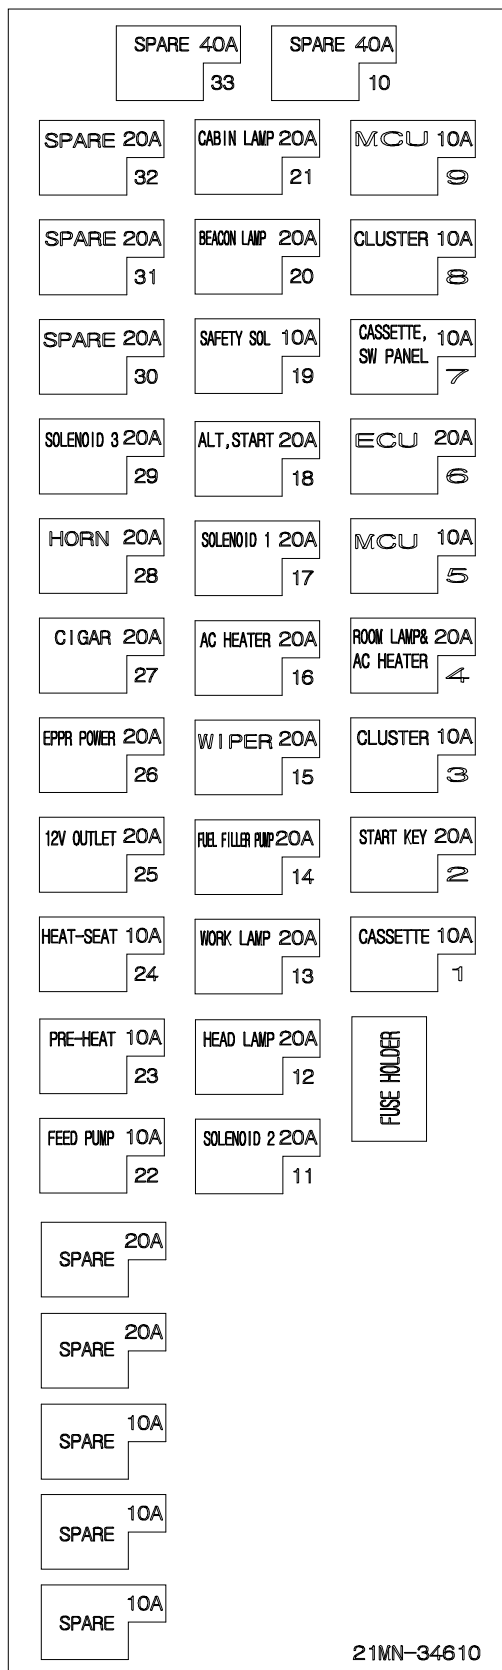 SPARE 40A
33
SPARE 40A
10
SPARE 20A
32
CABIN LAMP 20A
21
MCU 10A
9
SPARE 20A
31
BEACON LAMP 20A
20
CLUSTER 10A
8
SPARE 20A
30
SAFETY SOL 10A
19
CASSETTE, 10A
SW PANEL
7
SOLENOID 3 20A
29
ALT,START 20A
18
ECU 20A
6
HORN 20A
28
SOLENOID 1 20A
17
MCU 10A
5
CIGAR 20A
27
AC HEATER 20A
16
ROOM LAMP& 20A
AC HEATER
4
EPPR POWER 20A
26
WIPER 20A
15
CLUSTER 10A
3
12V OUTLET 20A
25
FUEL FILLER PUMP 20A
14
START KEY 20A
2
HEAT-SEAT 10A
24
WORK LAMP 20A
13
CASSETTE 10A
1
PRE-HEAT 10A
23
HEAD LAMP 20A
12
FUSE HOLDER
FEED PUMP 10A
22
SOLENOID 2 20A
11
20A
SPARE
20A
SPARE
10A
SPARE
10A
SPARE
10A
SPARE
21MN-34610